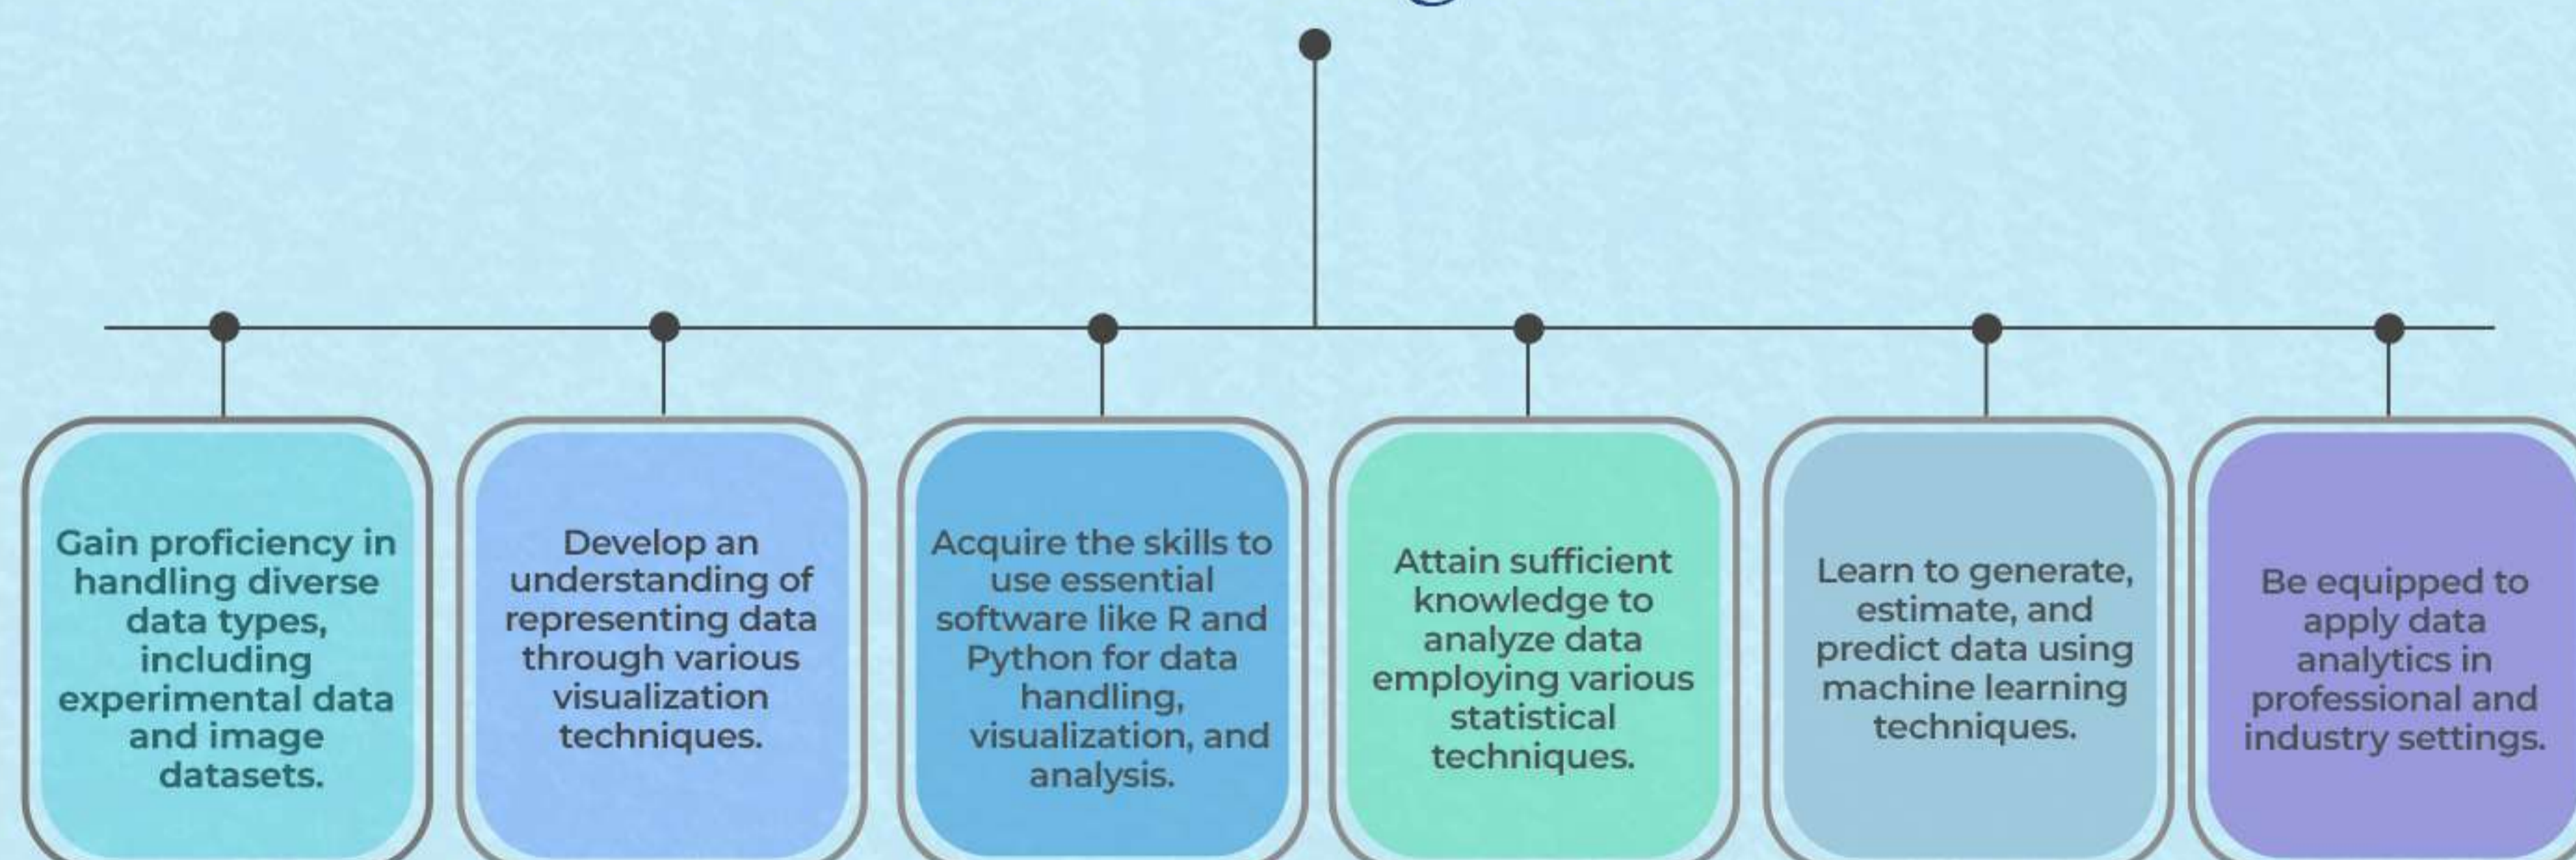 Gain proficiency in
handling diverse
data types,
including
experimental data
and image
datasets.
Develop an
understanding of
representing data
through various
visualization
techniques.
Acquire the skills to
use essential
software like R and
Python for data
handling,
visualization, and
analysis.
Attain sufficient
knowledge to
analyze data
employing various
statistical
techniques.
Learn to generate,
estimate, and
predict data using
machine learning
techniques.
Be equipped to
apply data
analytics in
professional and
industry settings.